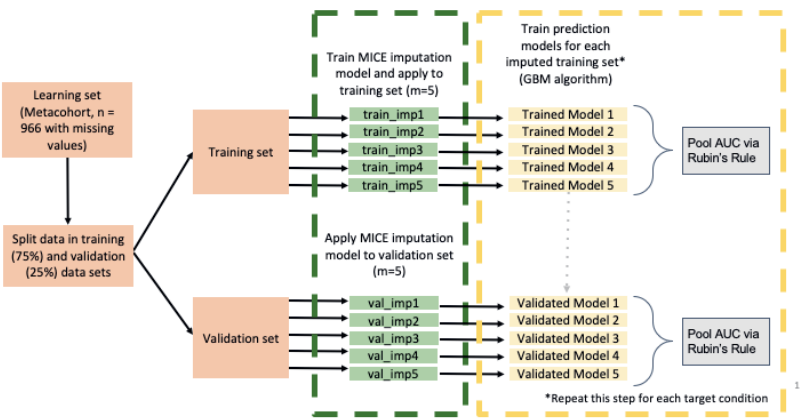 Learning set
(Metacohort, n =
966 with missing
values)
Split data in training
(75%) and validation
(25%) data sets
Training set
Validation set
Train MICE imputation
model and apply to
training set (m=5)
train_imp1
train_imp2
train_imp3
train_imp4
train_imp5
Apply MICE imputation
model to validation set
(m=5)
val_imp1
val_imp2
val_imp3
val_imp4
val_imp5
Train prediction
models for each
imputed training set*
(GBM algorithm)
Trained Model 1
Trained Model 2
Trained Model 3
Trained Model 4
Trained Model 5
Pool AUC via
Rubin's Rule
Validated Model 1
Validated Model 2
Validated Model 3
Validated Model 4
Validated Model 5
Pool AUC via
Rubin's Rule
*Repeat this step for each target condition
1